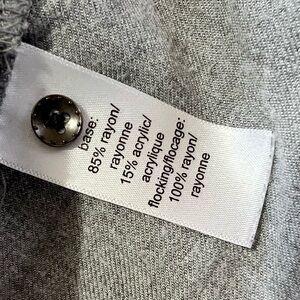 base:
85% rayon/
rayonne
15% acrylic/
acrylique
flocking/flocage:
100% rayon/
rayonne